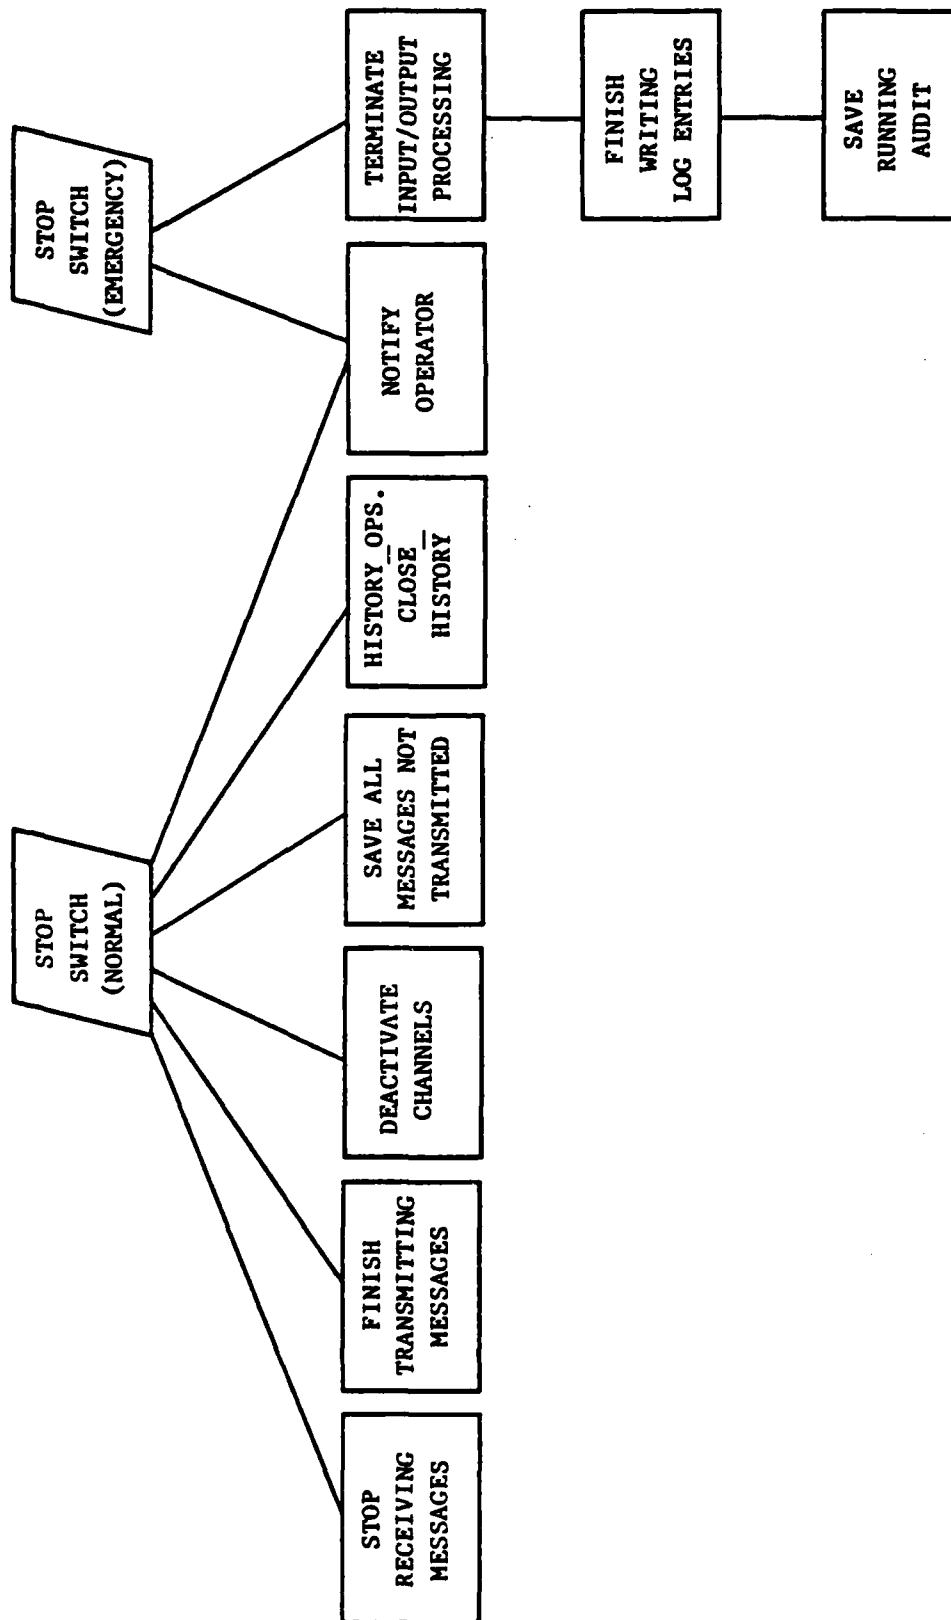 STOP
SWITCH
(NORMAL)
STOP
SWITCH
(EMERGENCY)
STOP
RECEIVING
MESSAGES
FINISH
TRANSMITTING
MESSAGES
DEACTIVATE
CHANNELS
SAVE ALL
MESSAGES NOT
TRANSMITTED
HISTORY_OPS.
CLOSE_
HISTORY
NOTIFY
OPERATOR
TERMINATE
INPUT/OUTPUT
PROCESSING
FINISH
WRITING
LOG ENTRIES
SAVE
RUNNING
AUDIT